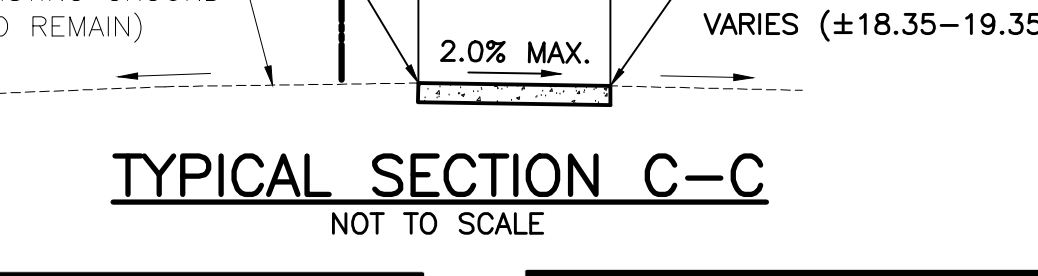 REMAIN)
VARIES (±18.35-19.35
2.0% MAX.
TYPICAL SECTION C-C
NOT TO SCALE